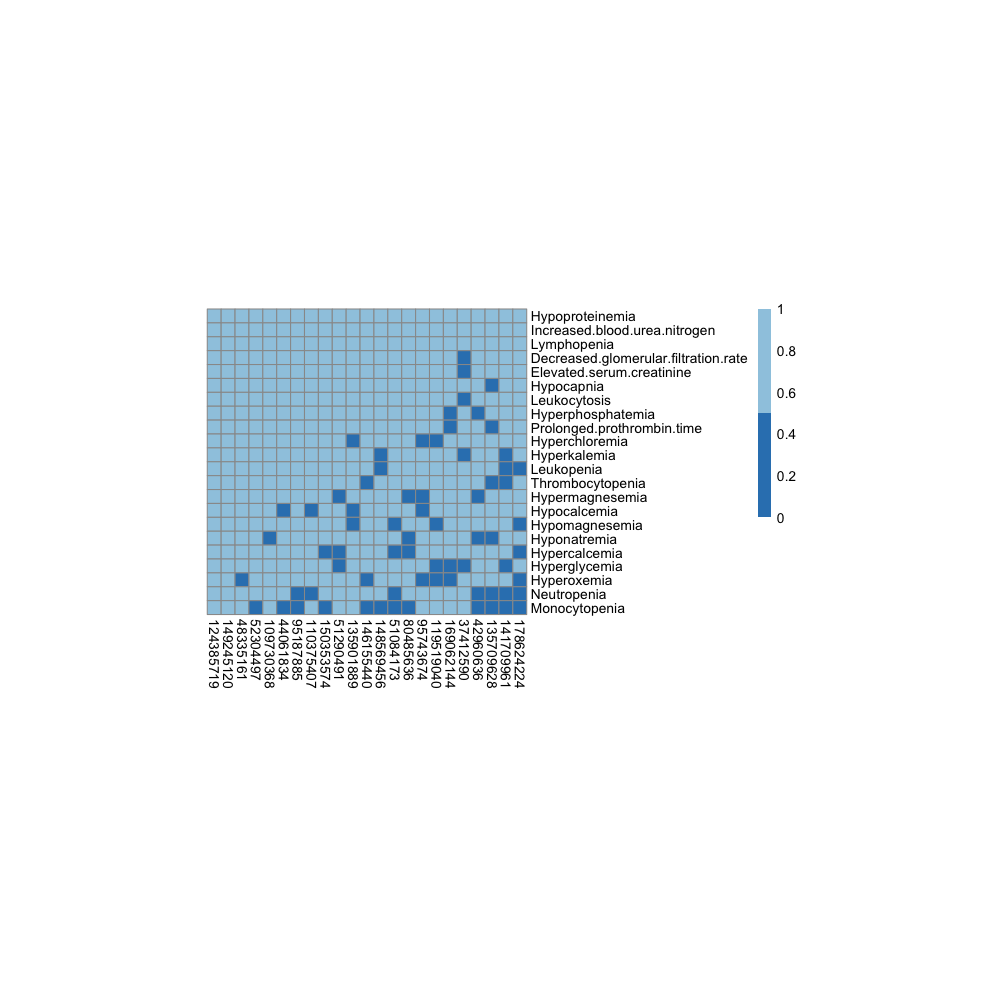 Hypoproteinemia
Increased.blood.urea.nitrogen
Lymphopenia
Decreased.glomerular.filtration.rate
Elevated.serum.creatinine
Hypocapnia
Leukocytosis
Hyperphosphatemia
Prolonged.prothrombin.time
Hyperchloremia
Hyperkalemia
Leukopenia
Thrombocytopenia
Hypermagnesemia
Hypocalcemia
Hypomagnesemia
Hyponatremia
Hypercalcemia
Hyperglycemia
Hyperoxemia
Neutropenia
Monocytopenia
1
0.8
0.6
0.4
0.2
0
124385719
149245120
48335161
52304497
109730368
44061834
95187885
110375407
150353574
51290491
135901889
146155440
148569456
51084173
80485636
95743674
119519040
169062144
37412590
42960636
135709628
141709961
178624224